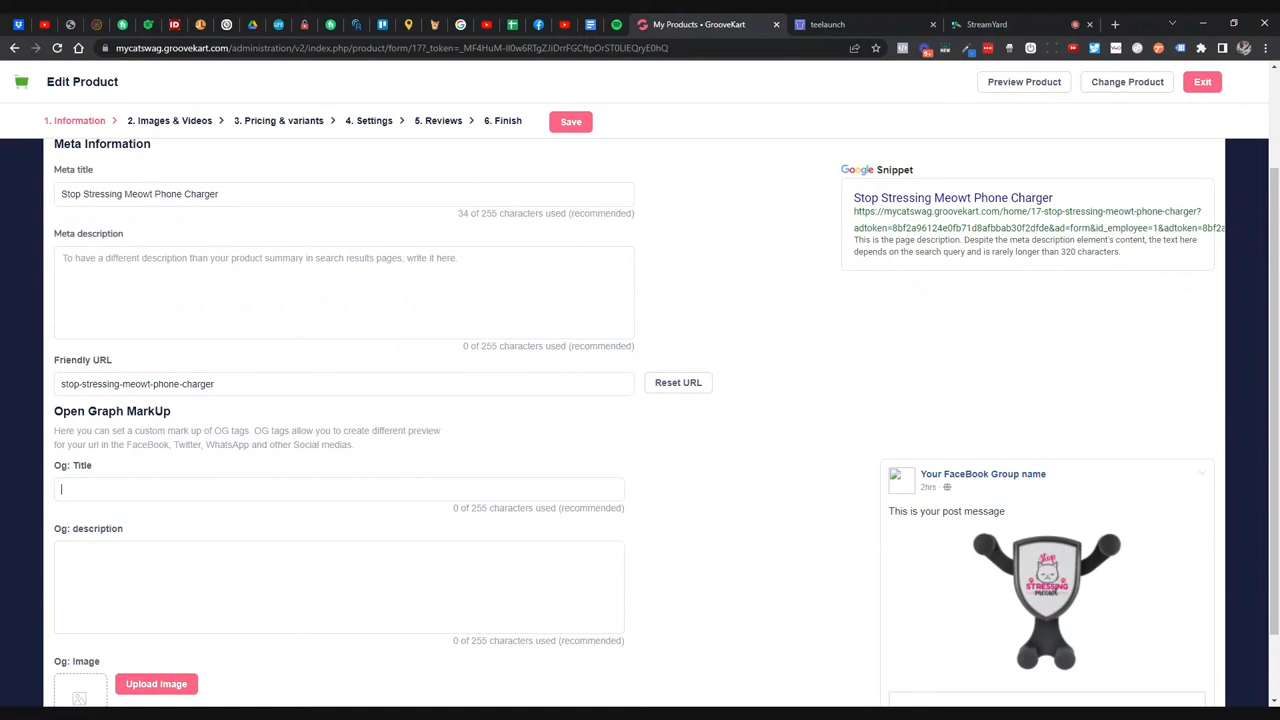 My Products - GrooveKart
teelaunch
StreamYard
mycatswag.groovekart.com/administration/v2/index.php/product/form/17?_token=_MF4HuM-Il0w6RTgZJiDrrFGCftpOrST0LlEQryE0hQ
Edit Product
Preview Product
Change Product
Exit
1. Information
2. Images & Videos
3. Pricing & variants
4. Settings
5. Reviews
6. Finish
Save
Meta Information
Meta title
Stop Stressing Meowt Phone Charger
34 of 255 characters used (recommended)
Meta description
To have a different description than your product summary in search results pages, write it here.
0 of 255 characters used (recommended)
Friendly URL
stop-stressing-meowt-phone-charger
Reset URL
Open Graph MarkUp
Here you can set a custom mark up of OG tags. OG tags allow you to create different preview
for your url in the FaceBook, Twitter, WhatsApp and other Social medias.
Og: Title
0 of 255 characters used (recommended)
Og: description
0 of 255 characters used (recommended)
Og: Image
Upload Image
Google Snippet
Stop Stressing Meowt Phone Charger
https://mycatswag.groovekart.com/home/17-stop-stressing-meowt-phone-charger?
adtoken=8bf2a96124e0fb71d8afbbab30f2dfde&ad=form&id_employee=1&adtoken=8bf2a
This is the page description. Despite the meta description element's content, the text here
depends on the search query and is rarely longer than 320 characters.
Your FaceBook Group name
2hrs
This is your post message
Stop
STRESSING
meowt